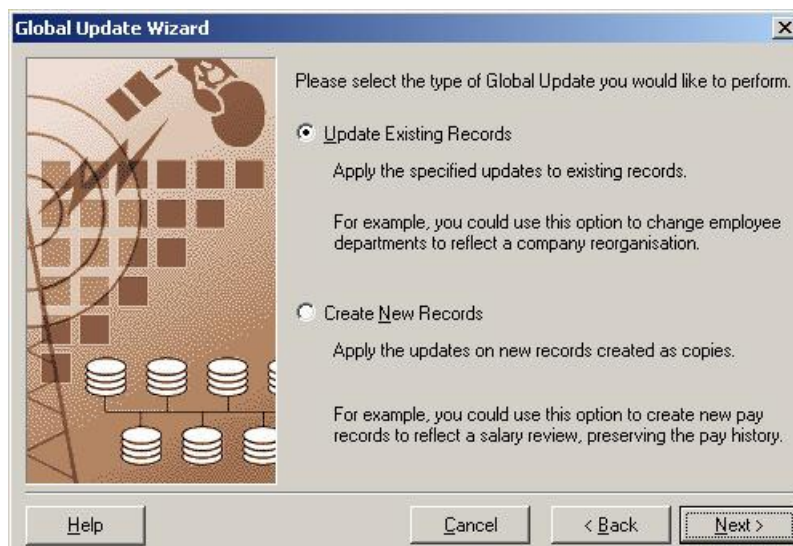 Global Update Wizard
Please select the type of Global Update you would like to perform.
Update Existing Records
Apply the specified updates to existing records.
For example, you could use this option to change employee
departments to reflect a company reorganisation.
Create New Records
Apply the updates on new records created as copies.
For example, you could use this option to create new pay
records to reflect a salary review, preserving the pay history.
Help
Cancel
< Back
Next >